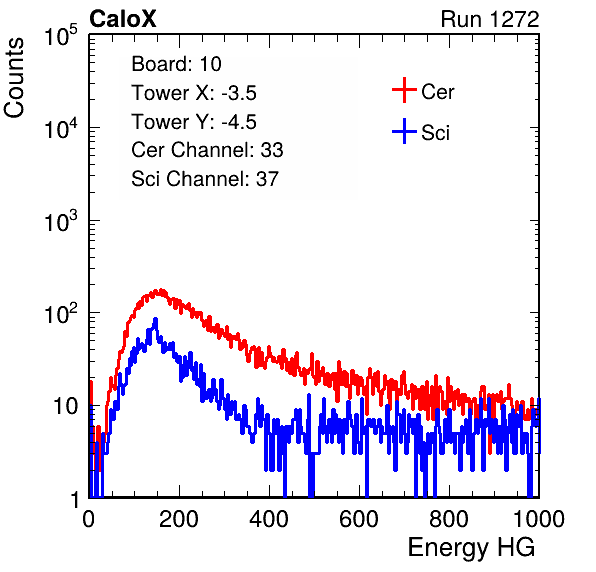 CaloX Run 1272
Counts
10^5
10^4
10^3
10^2
10
1
Board: 10
Tower X: -3.5
Tower Y: -4.5
Cer Channel: 33
Sci Channel: 37
Cer
Sci
0 200 400 600 800 1000
Energy HG